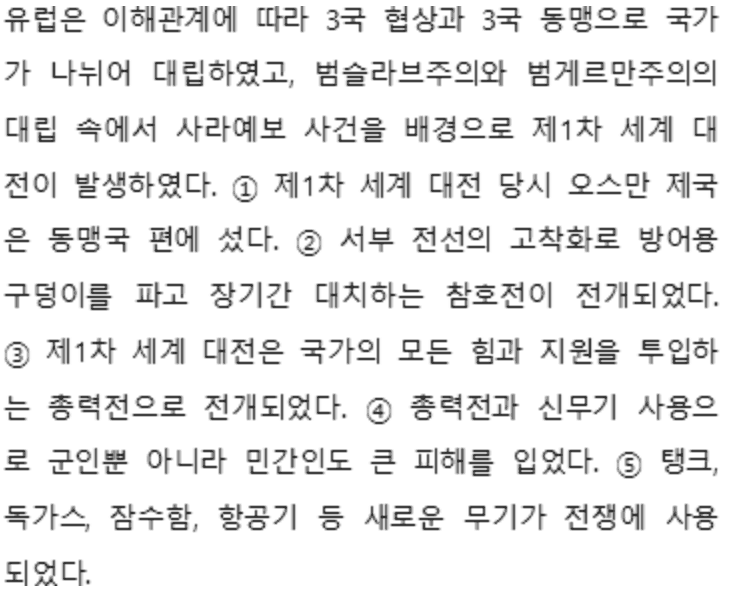 유럽은 이해관계에 따라 3국 협상과 3국 동맹으로 국가
가 나뉘어 대립하였고, 범슬라브주의와 범게르만주의의
대립 속에서 사라예보 사건을 배경으로 제1차 세계 대
전이 발생하였다. ① 제1차 세계 대전 당시 오스만 제국
은 동맹국 편에 섰다. ② 서부 전선의 고착화로 방어용
구덩이를 파고 장기간 대치하는 참호전이 전개되었다.
③ 제1차 세계 대전은 국가의 모든 힘과 지원을 투입하
는 총력전으로 전개되었다. ④ 총력전과 신무기 사용으
로 군인뿐 아니라 민간인도 큰 피해를 입었다. ⑤ 탱크,
독가스, 잠수함, 항공기 등 새로운 무기가 전쟁에 사용
되었다.